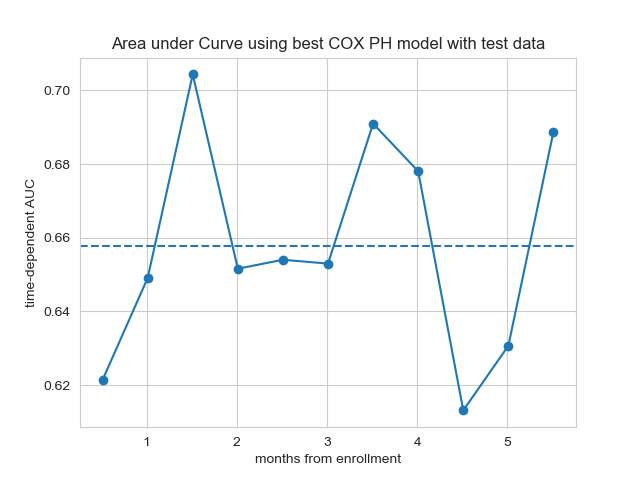 Area under Curve using best COX PH model with test data
time-dependent AUC
0.70
0.68
0.66
0.64
0.62
1 2 3 4 5
months from enrollment